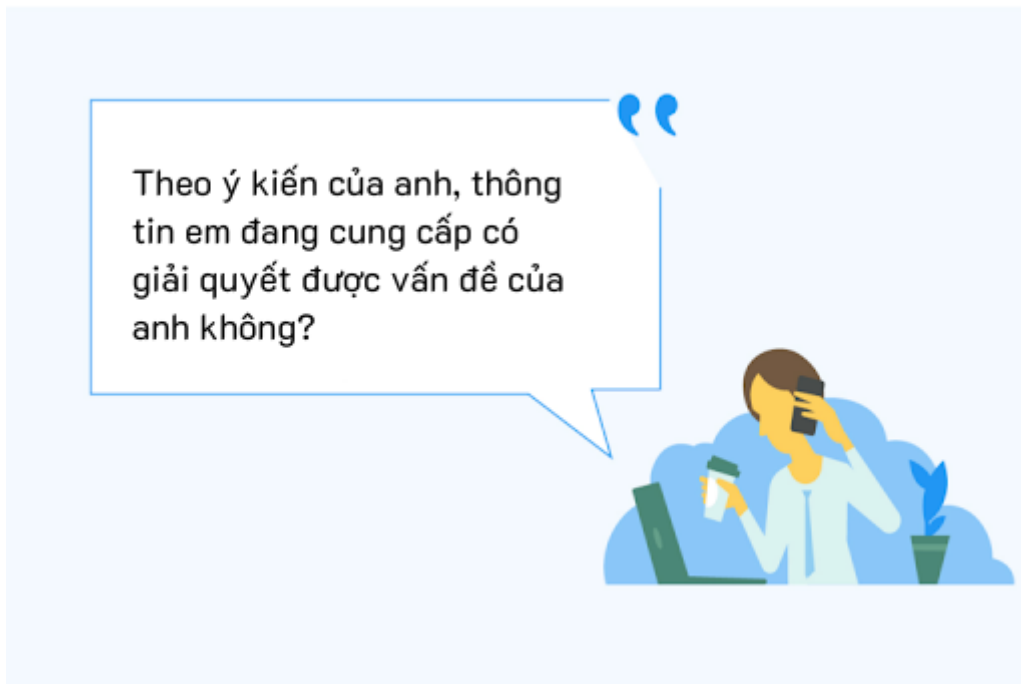 Theo ý kiến của anh, thông
tin em đang cung cấp có
giải quyết được vấn đề của
anh không?